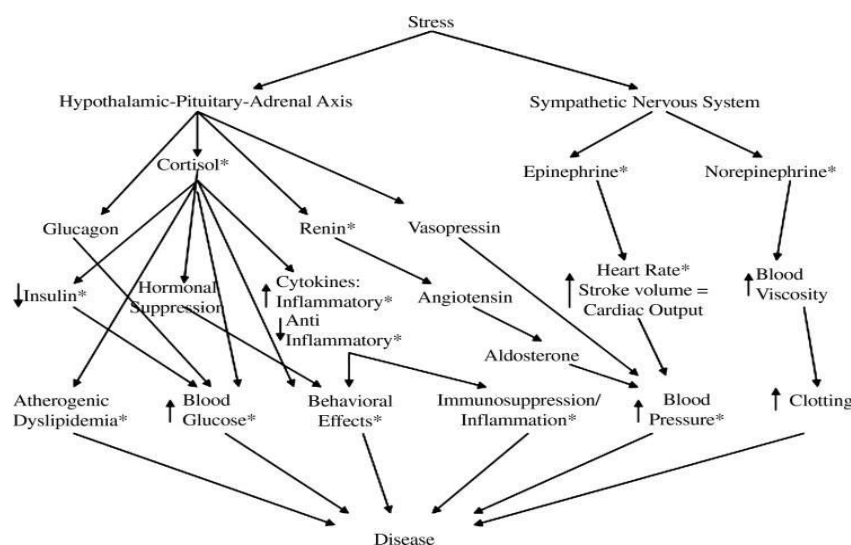 Stress
Hypothalamic-Pituitary-Adrenal Axis
Sympathetic Nervous System
Cortisol*
Epinephrine*
Norepinephrine*
Glucagon
Renin*
Vasopressin
Insulin*
Hormonal
Suppression
Cytokines:
Inflammatory*
Anti
Inflammatory*
Angiotensin
Heart Rate*
Stroke volume =
Cardiac Output
Blood
Viscosity
Aldosterone
Atherogenic
Dyslipidemia*
Blood
Glucose*
Behavioral
Effects*
Immunosuppression/
Inflammation*
Blood
Pressure*
Clotting
Disease